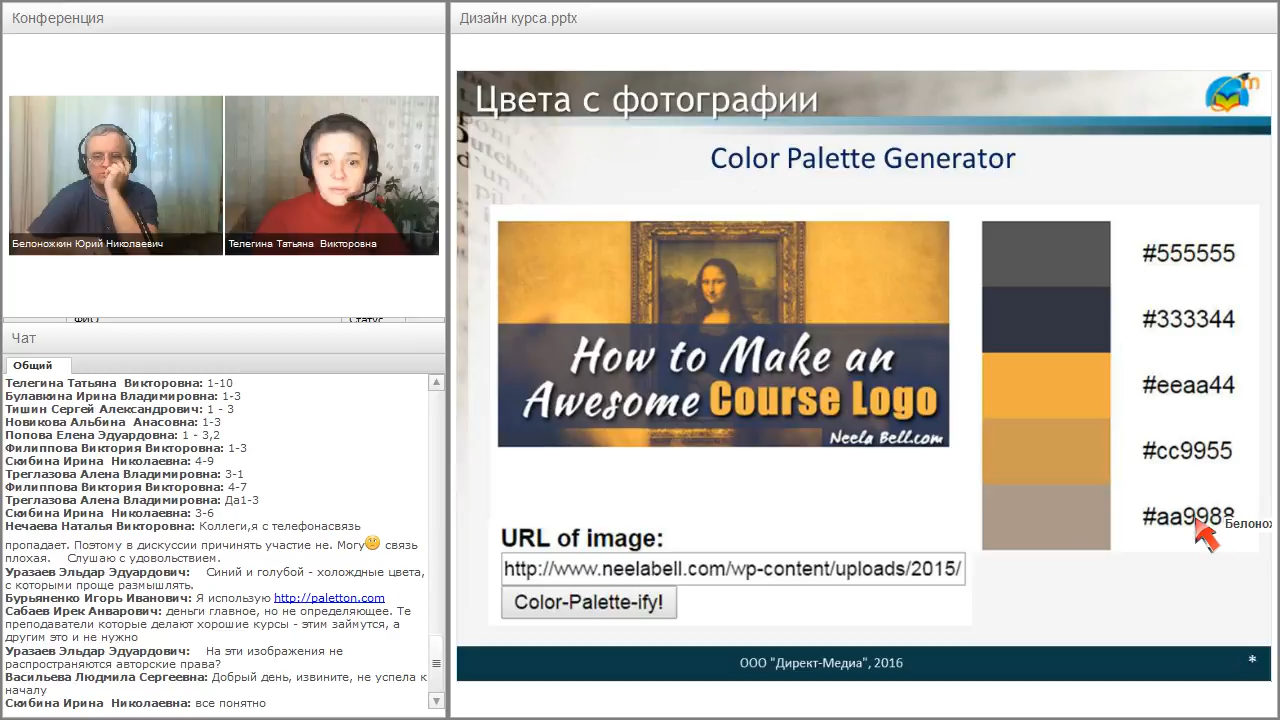 Конференция
Белоножкин Юрий Николаевич
Телегина Татьяна Викторовна
ФИО Статус
Чат
Общий
Телегина Татьяна Викторовна: 1-10
Булавкина Ирина Владимировна: 1-3
Тишин Сергей Александрович: 1 - 3
Новикова Альбина Анасовна: 1-3
Попова Елена Эдуардовна: 1 - 3,2
Филиппова Виктория Викторовна: 1-3
Скибина Ирина Николаевна: 4-9
Треглазова Алена Владимировна: 3-1
Филиппова Виктория Викторовна: 4-7
Треглазова Алена Владимировна: Да1-3
Скибина Ирина Николаевна: 3-6
Нечаева Наталья Викторовна: Коллеги,я с телефонасвязь
пропадает. Поэтому в дискуссии причинять участие не. Могу связь
плохая. Слушаю с удовольствием.
Уразаев Эльдар Эдуардович: Синий и голубой - холождные цвета,
с которыми проще размышлять.
Бурьяненко Игорь Иванович: Я использую http://paletton.com
Сабаев Ирек Анварович: деньги главное, но не определяющее. Те
преподаватели которые делают хорошие курсы - этим займутся, а
другим это и не нужно
Уразаев Эльдар Эдуардович: На эти изображения не
распространяются авторские права?
Васильева Людмила Сергеевна: Добрый день, извините, не успела к
началу
Скибина Ирина Николаевна: все понятно
Дизайн курса.pptx
Цвета с фотографии
Color Palette Generator
How to Make an
Awesome Course Logo
Neela Bell.com
#555555
#333344
#eeaa44
#cc9955
#aa9988
Белонож
URL of image:
http://www.neelabell.com/wp-content/uploads/2015/
Color-Palette-ify!
ООО "Директ-Медиа", 2016
*